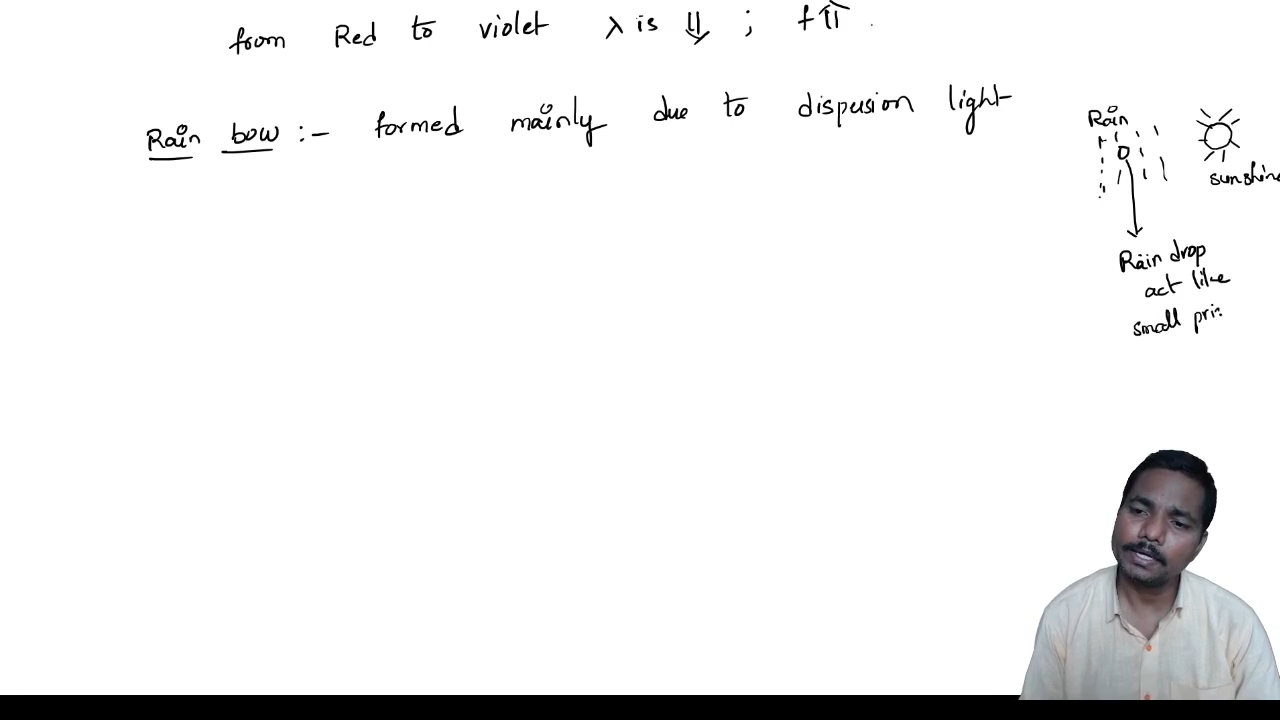 from Red to violet λ is ⇓ ; f⇑.
Rain bow :- formed mainly due to dispusion light
Rain
sunshine
Rain drop
act like
small pris